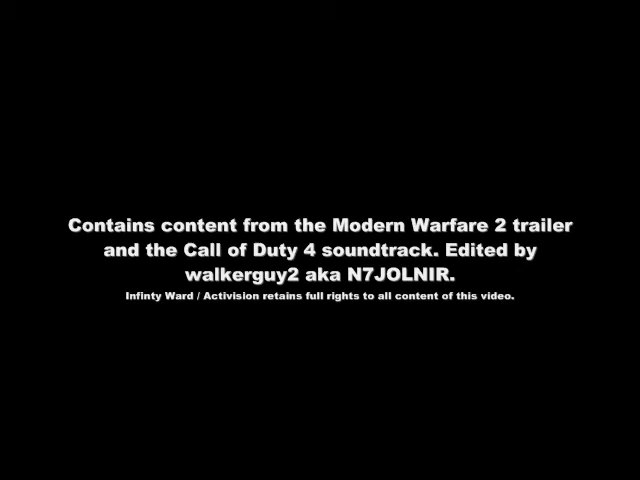 Contains content from the Modern Warfare 2 trailer
and the Call of Duty 4 soundtrack. Edited by
walkerguy2 aka N7JOLNIR.
Infinty Ward / Activision retains full rights to all content of this video.